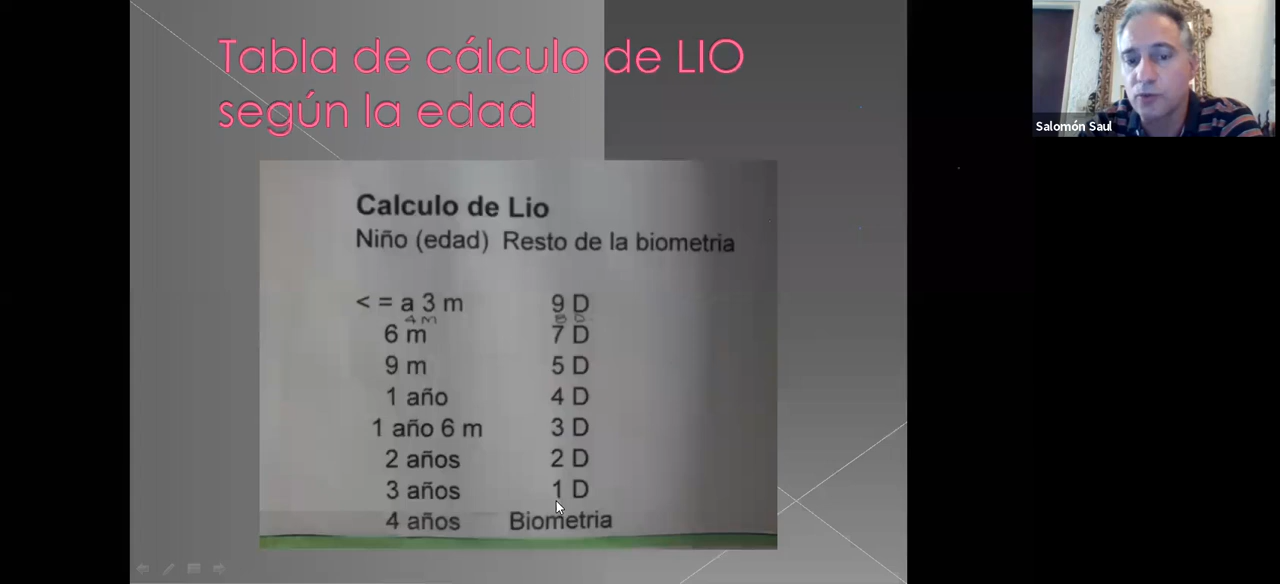 Tabla de cálculo de LIO
según la edad
Calculo de Lio
Niño (edad) Resto de la biometria
< = a 3 m 9 D
4 M 8 D
6 m 7 D
9 m 5 D
1 año 4 D
1 año 6 m 3 D
2 años 2 D
3 años 1 D
4 años Biometria
Salomón Saul